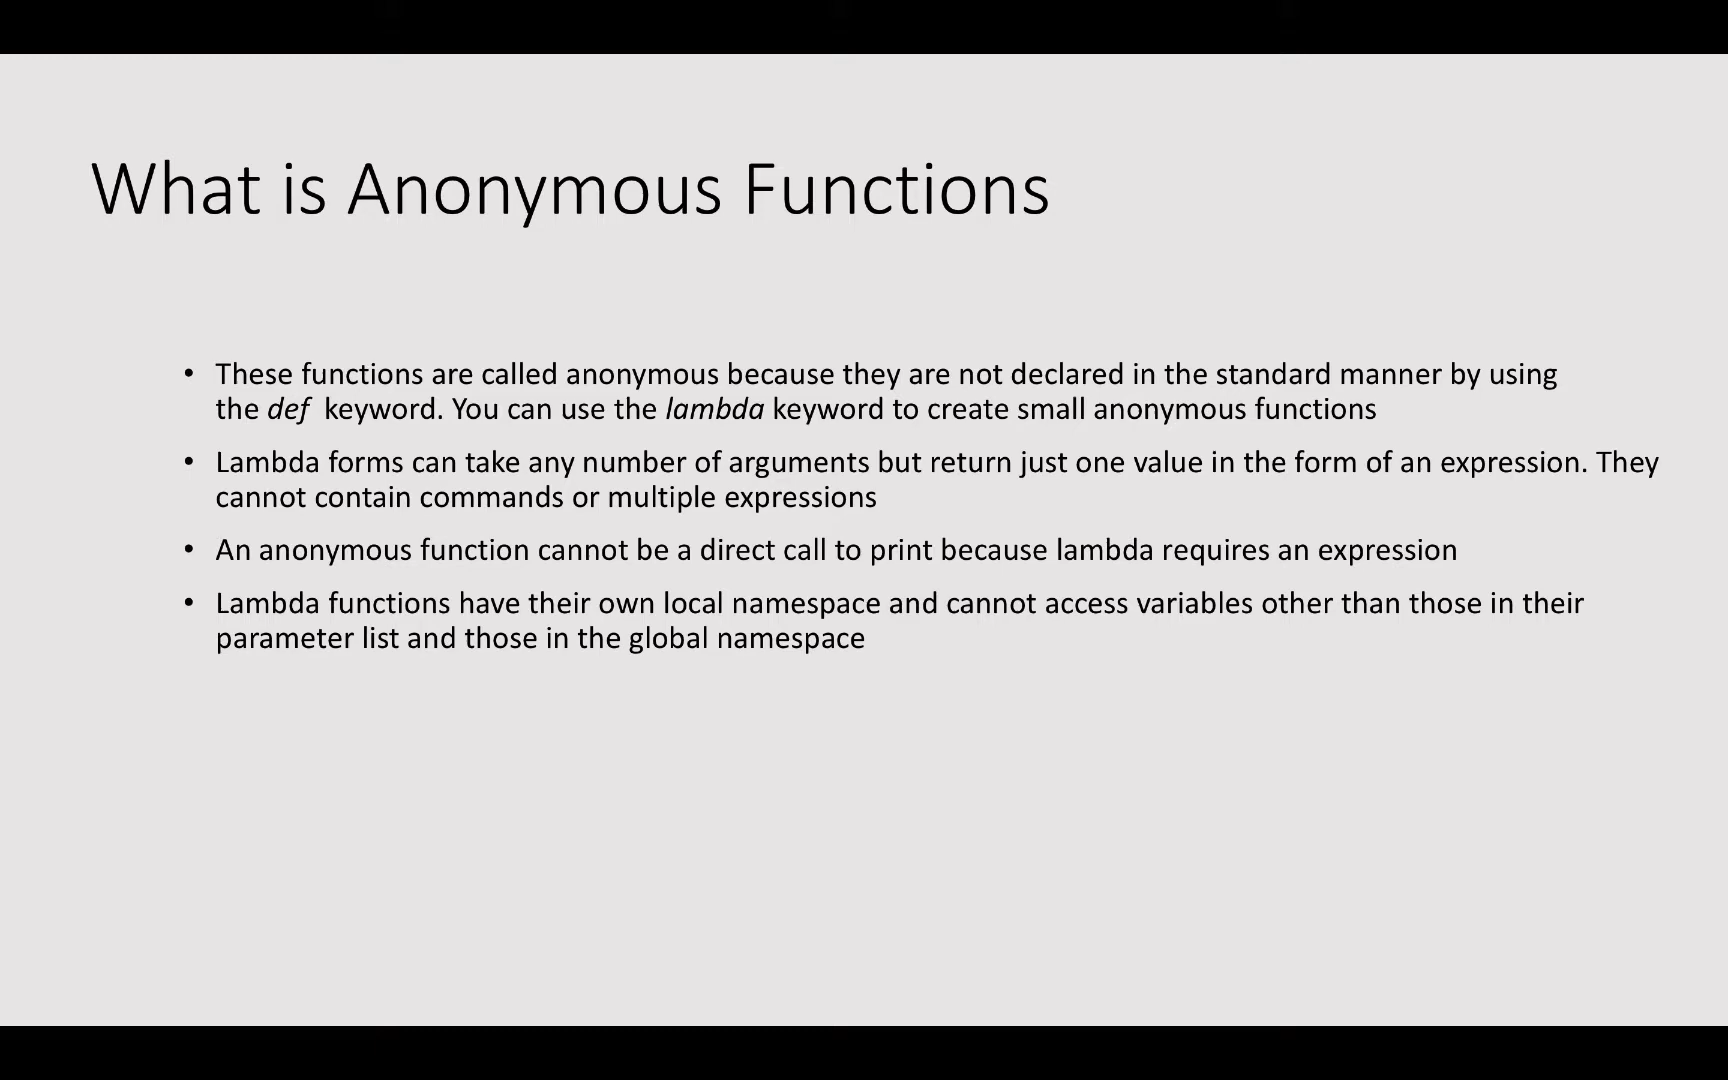 What is Anonymous Functions
• These functions are called anonymous because they are not declared in the standard manner by using
the def keyword. You can use the lambda keyword to create small anonymous functions
• Lambda forms can take any number of arguments but return just one value in the form of an expression. They
cannot contain commands or multiple expressions
• An anonymous function cannot be a direct call to print because lambda requires an expression
• Lambda functions have their own local namespace and cannot access variables other than those in their
parameter list and those in the global namespace